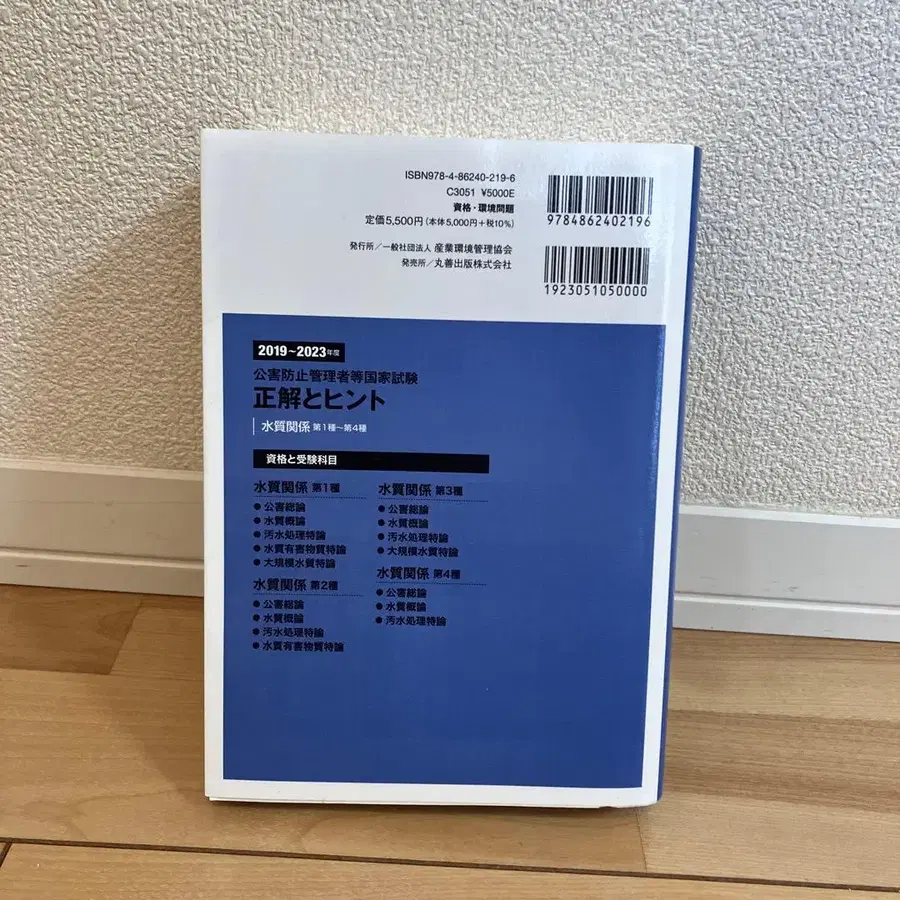 ISBN978-4-86240-219-6
C3051 ¥5000E
資格・環境問題
定価5,500円(本体5,000円+税10%)
発行所/一般社団法人 産業環境管理協会
発売所/丸善出版株式会社
9784862402196
1923051050000
2019~2023年度
公害防止管理者等国家試験
正解とヒント
水質関係 第1種~第4種
資格と受験科目
水質関係 第1種
●公害総論
●水質概論
●汚水処理特論
●水質有害物質特論
●大規模水質特論
水質関係 第2種
●公害総論
●水質概論
●汚水処理特論
●水質有害物質特論
水質関係 第3種
●公害総論
●水質概論
●汚水処理特論
●大規模水質特論
水質関係 第4種
●公害総論
●水質概論
●汚水処理特論